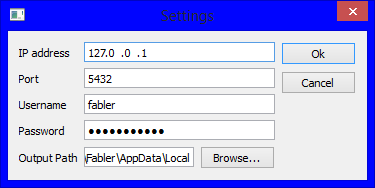 Settings
IP address 127.0 .0 .1 Ok
Port 5432 Cancel
Username fabler
Password ●●●●●●●●●●●
Output Path \Fabler\AppData\Local Browse...